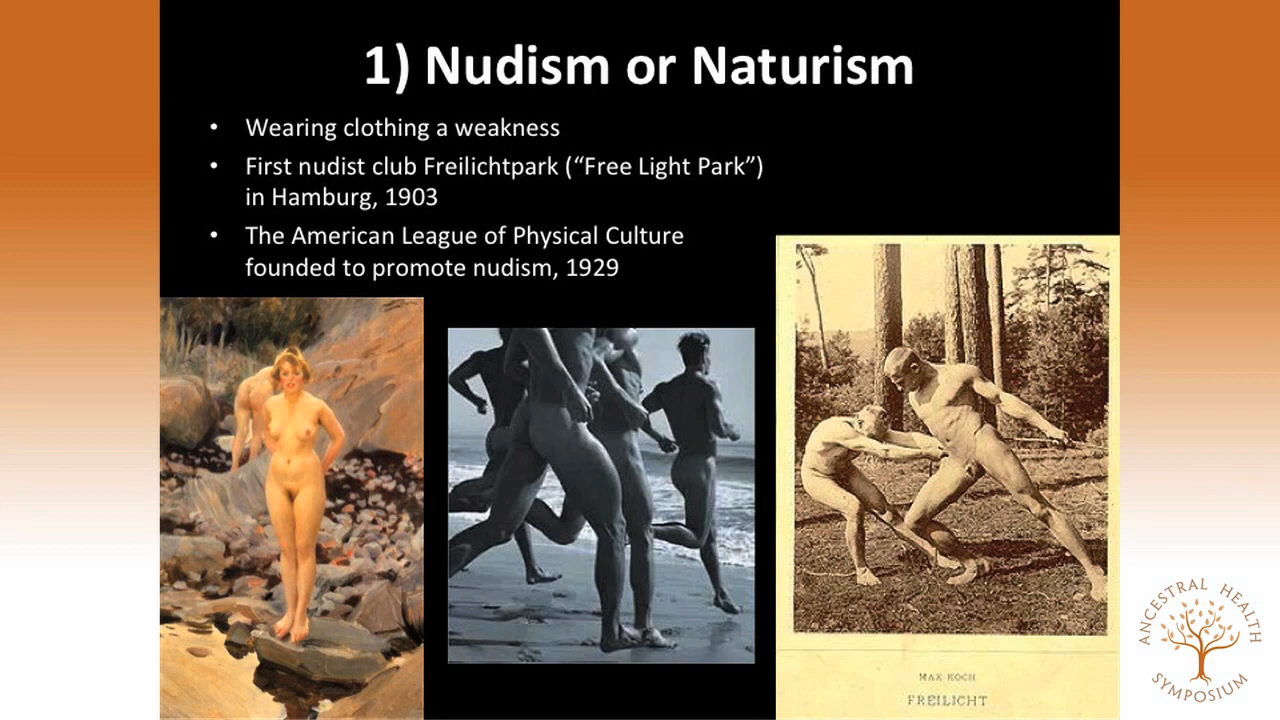 1) Nudism or Naturism
• Wearing clothing a weakness
• First nudist club Freilichtpark (“Free Light Park”)
in Hamburg, 1903
• The American League of Physical Culture
founded to promote nudism, 1929
MAX KOCH
FREILICHT
ANCESTRAL HEALTH
SYMPOSIUM